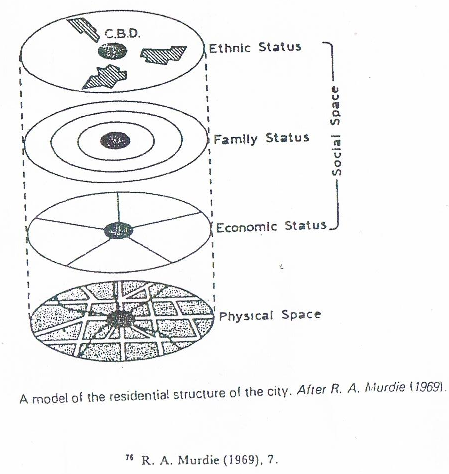 C.B.D.
Ethnic Status
Family Status
Social Space
Economic Status
Physical Space
A model of the residential structure of the city. After R. A. Murdie (1969).
76 R. A. Murdie (1969), 7.